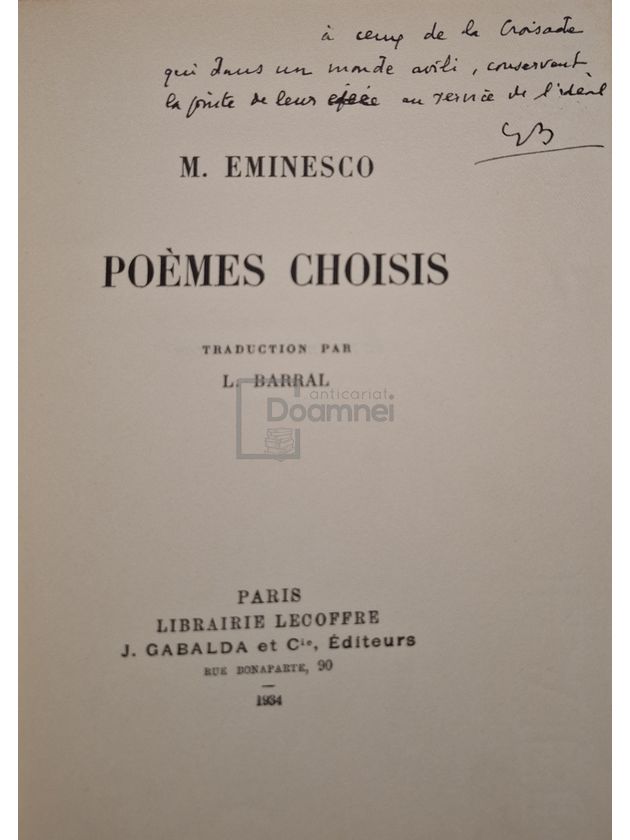 à ceux de la Croisade
qui dans un monde avili, conservent
la pointe de leur épée au service de l'idéal
M. EMINESCO
POÈMES CHOISIS
TRADUCTION PAR
L. BARRAL
anticariat
Doamnei
PARIS
LIBRAIRIE LECOFFRE
J. GABALDA et Cie, Éditeurs
RUE BONAPARTE, 90
1934